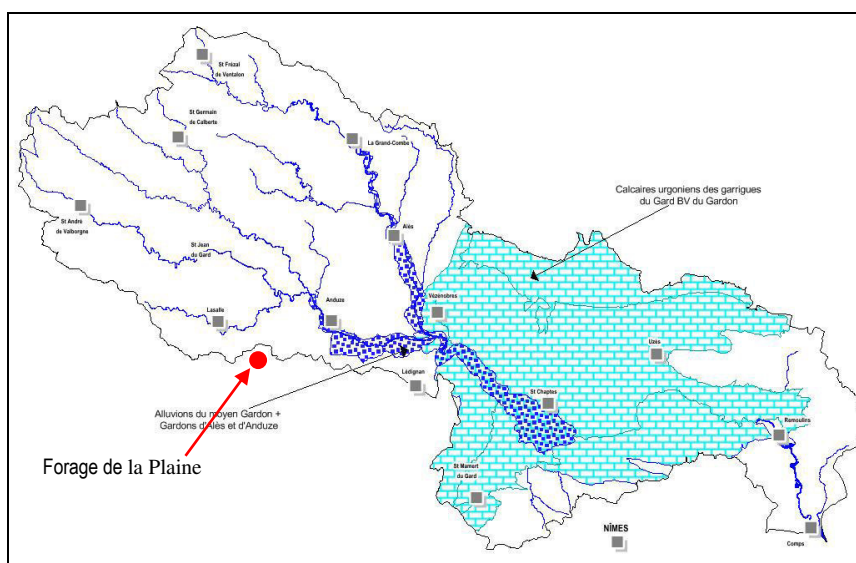 St Frézal
de Ventalon
St Germain
de Calberte
La Grand-Combe
Calcaires urgoniens des garrigues
du Gard BV du Gardon
St André
de Valborgne
Alès
St Jean
du Gard
Anduze
Vézénobres
Lasalle
Uzès
Lédignan
St Chaptes
Alluvions du moyen Gardon +
Gardons d'Alès et d'Anduze
Remoulins
Forage de la Plaine
St Mamert
du Gard
NÎMES
Comps